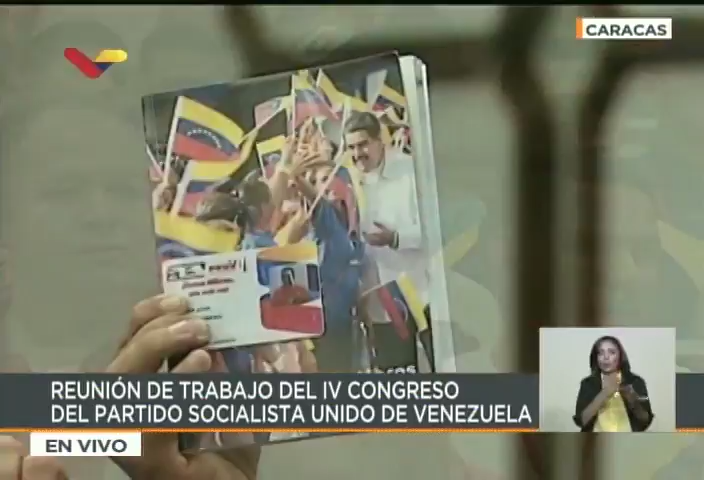 CARACAS
REUNIÓN DE TRABAJO DEL IV CONGRESO
DEL PARTIDO SOCIALISTA UNIDO DE VENEZUELA
EN VIVO